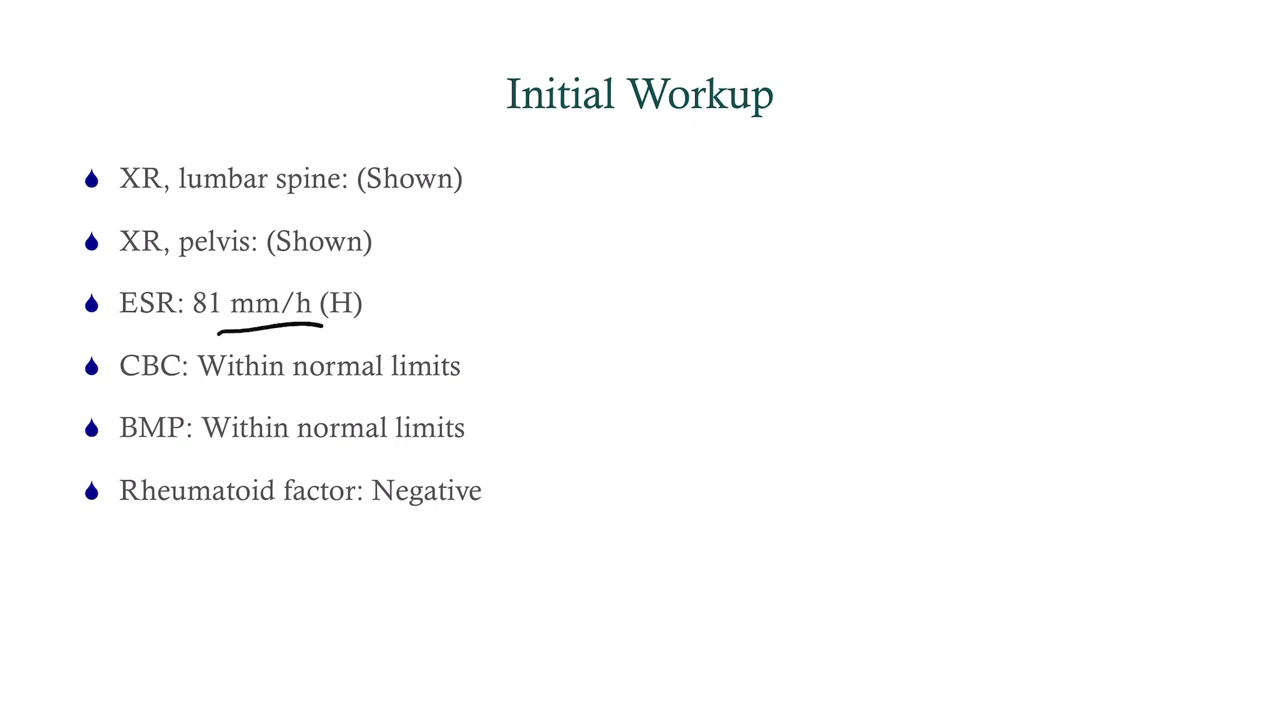 Initial Workup
XR, lumbar spine: (Shown)
XR, pelvis: (Shown)
ESR: 81 mm/h (H)
CBC: Within normal limits
BMP: Within normal limits
Rheumatoid factor: Negative